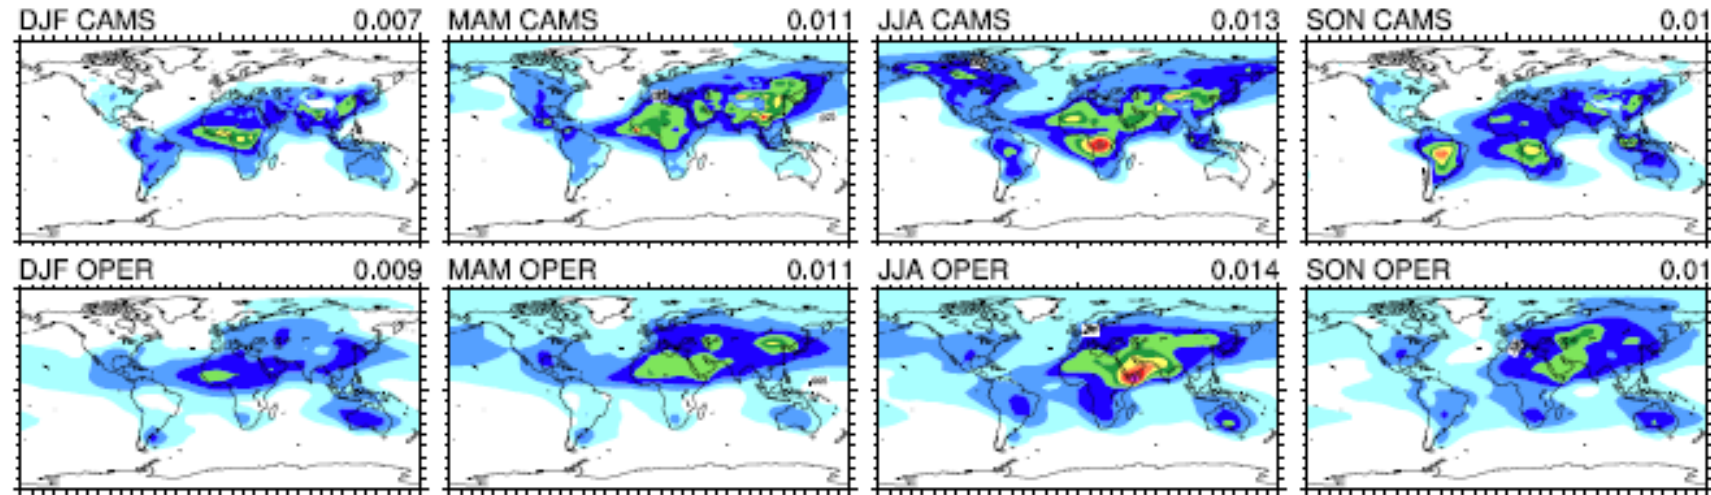 DJF CAMS 0.007
MAM CAMS 0.011
JJA CAMS 0.013
SON CAMS 0.01
DJF OPER 0.009
MAM OPER 0.011
JJA OPER 0.014
SON OPER 0.01